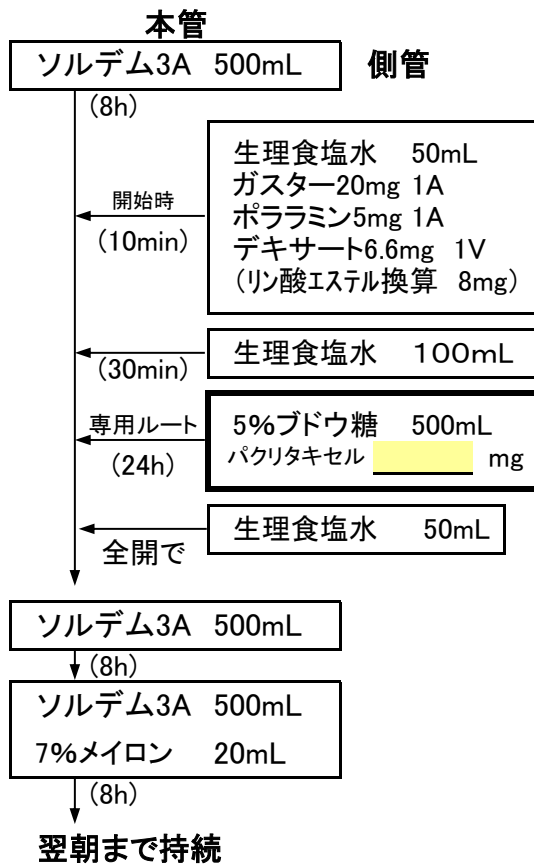 本管
ソルデム3A 500mL
側管
(8h)
生理食塩水 50mL
ガスター20mg 1A
ポララミン5mg 1A
デキサート6.6mg 1V
(リン酸エステル換算 8mg)
開始時
(10min)
生理食塩水 100mL
(30min)
5%ブドウ糖 500mL
パクリタキセル mg
専用ルート
(24h)
生理食塩水 50mL
全開で
ソルデム3A 500mL
(8h)
ソルデム3A 500mL
7%メイロン 20mL
(8h)
翌朝まで持続